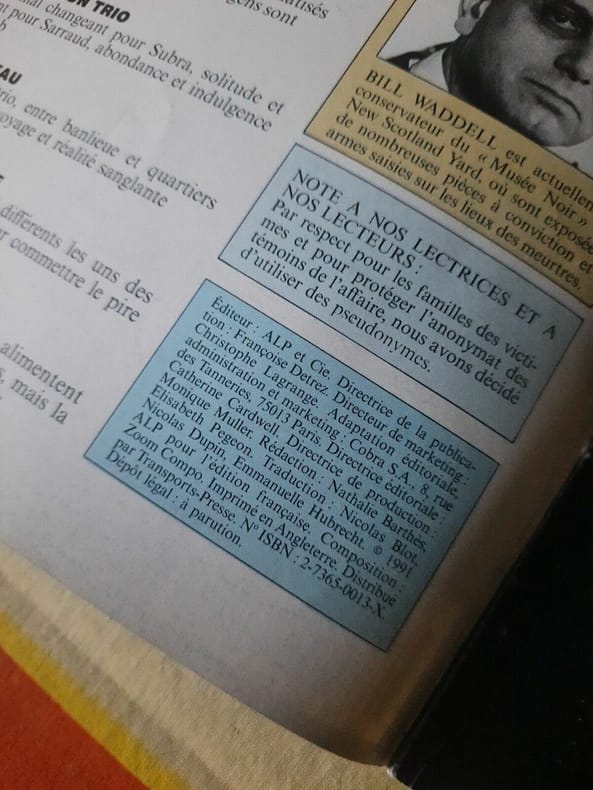 ON TRIO
nal changeant pour Subra, solitude et
nt pour Sarraud, abondance et indulgence
gens sont
EAU
rio, entre banlieue et quartiers
oyage et réalité sanglante
différents les uns des
r commettre le pire
alimentent
s, mais la
BILL WADDELL est actuellen
conservateur du « Musée Noir »
New Scotland Yard, où sont exposée
de nombreuses pièces à conviction et
armes saisies sur les lieux des meurtres.
NOTE A NOS LECTRICES ET A
NOS LECTEURS :
Par respect pour les familles des victi-
mes et pour protéger l'anonymat des
témoins de l'affaire, nous avons décidé
d'utiliser des pseudonymes.
Éditeur : ALP et Cie. Directrice de la publica-
tion : Françoise Detrez. Directeur de marketing :
Christophe Lagrange. Adaptation éditoriale,
administration et marketing : Cobra S.A., 8, rue
des Tanneries, 75013 Paris. Directrice éditoriale :
Catherine Cardwell. Directrice de production :
Monique Muller. Rédaction : Nathalie Barthès,
Elisabeth Pegeon. Traduction : Nicolas Blot,
Nicolas Dupin, Emmanuelle Hubrecht. © 1991
ALP pour l'édition française. Composition :
Zoom Compo. Imprimé en Angleterre. Distribué
par Transports-Presse. N° ISBN : 2-7365-0013-X.
Dépôt légal : à parution.